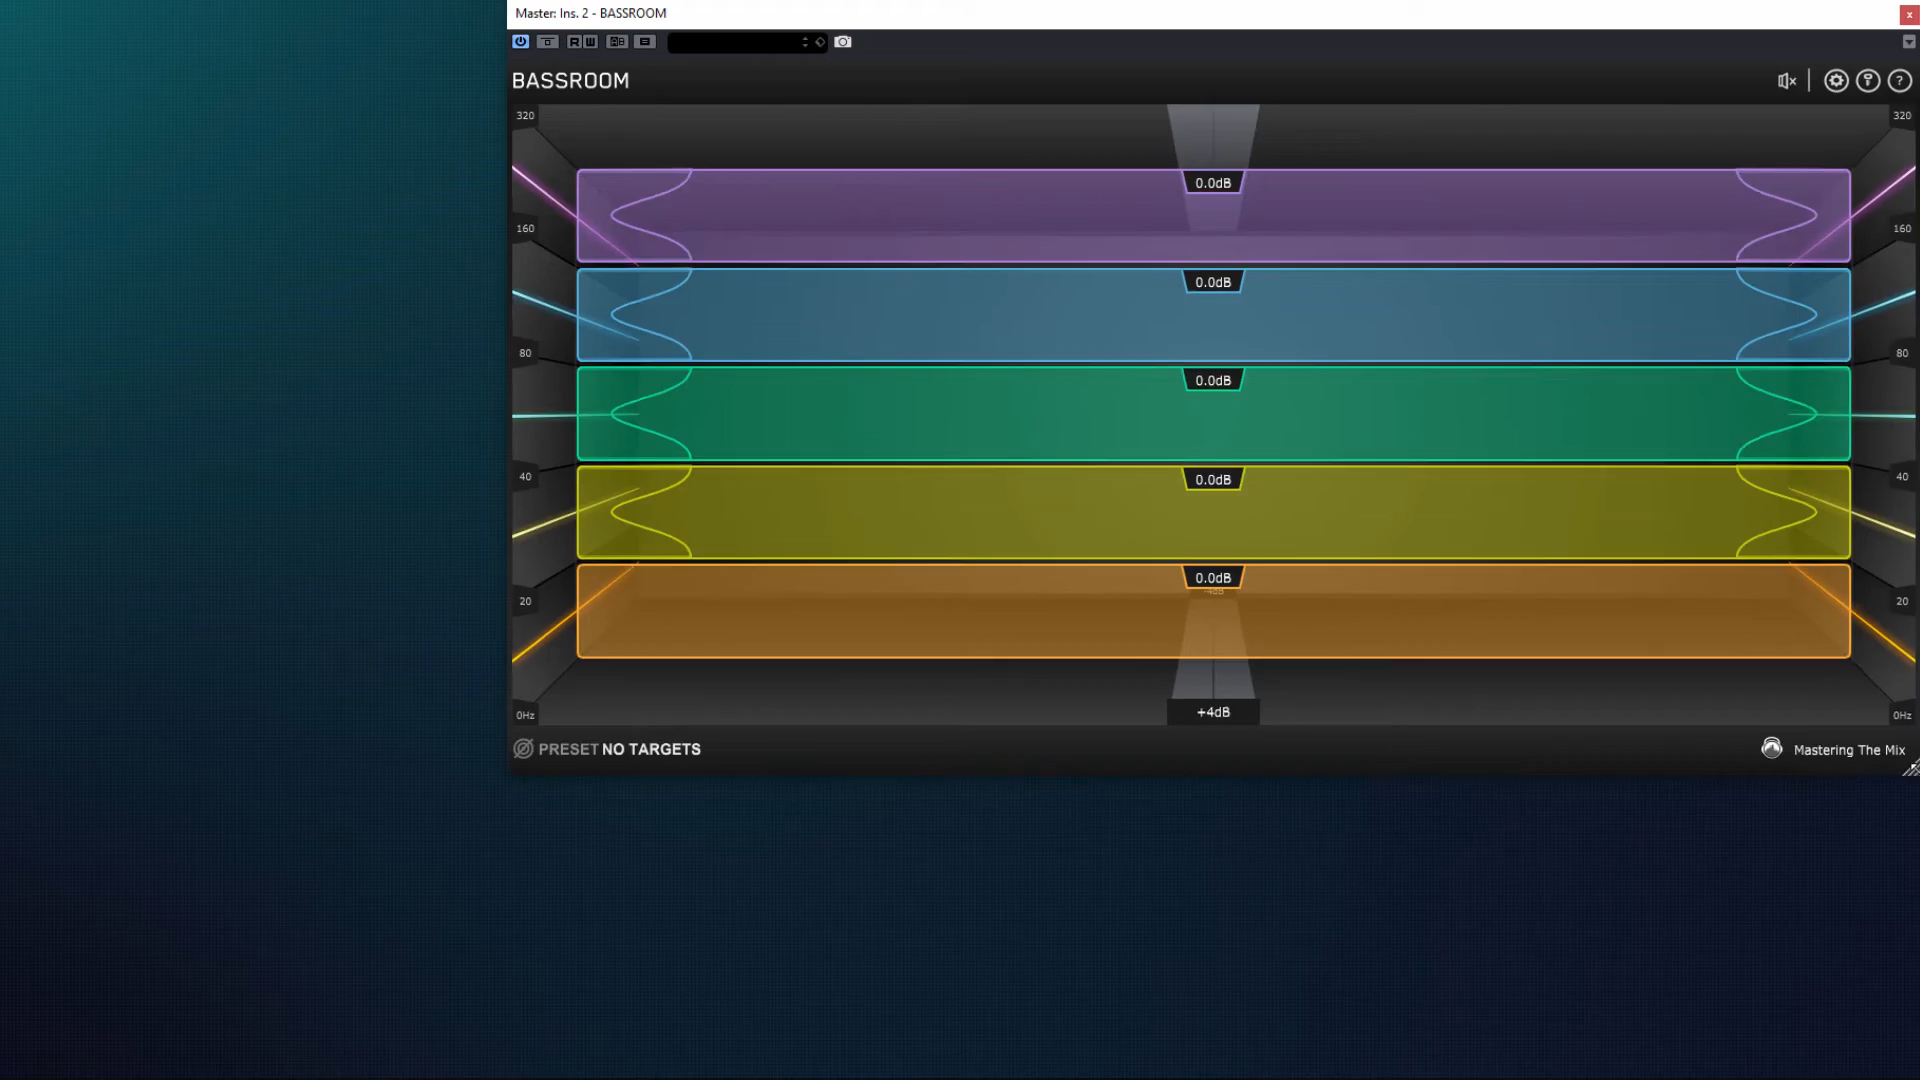 Master: Ins. 2 - BASSROOM
x
R W
BASSROOM
?
320
320
0.0dB
160
160
0.0dB
80
80
0.0dB
40
40
0.0dB
20
20
0.0dB
-4dB
0Hz
+4dB
0Hz
PRESET NO TARGETS
Mastering The Mix